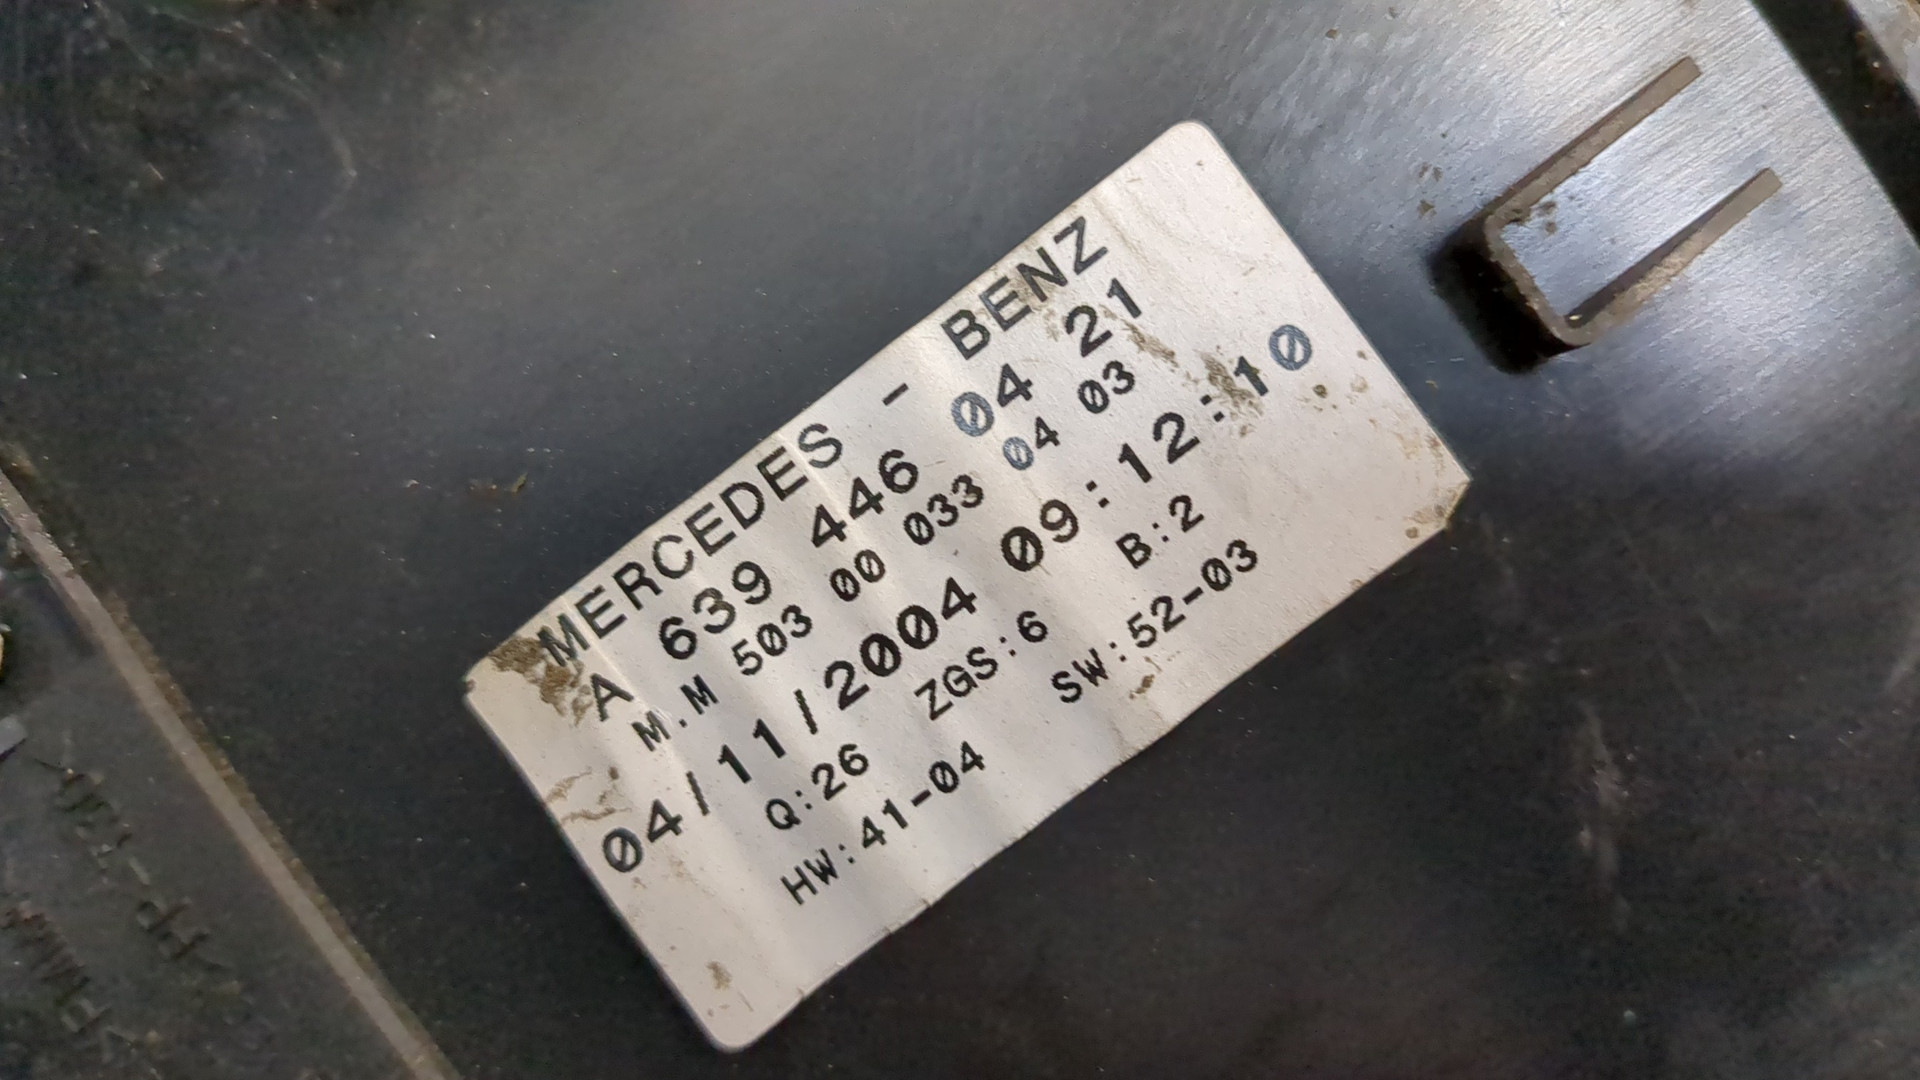 MERCEDES - BENZ
A 639 446 04 21
M.M 503 00 033 04 03
04/11/2004 09:12:10
Q:26 ZGS:6 B:2
HW:41-04 SW:52-03